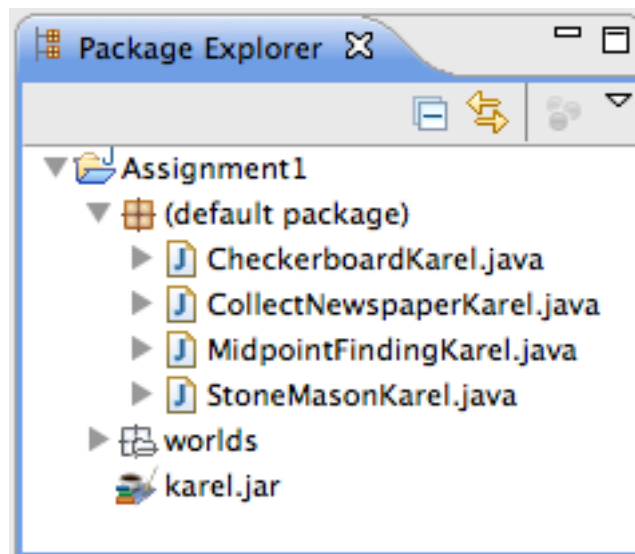 Package Explorer
Assignment1
(default package)
CheckerboardKarel.java
CollectNewspaperKarel.java
MidpointFindingKarel.java
StoneMasonKarel.java
worlds
karel.jar